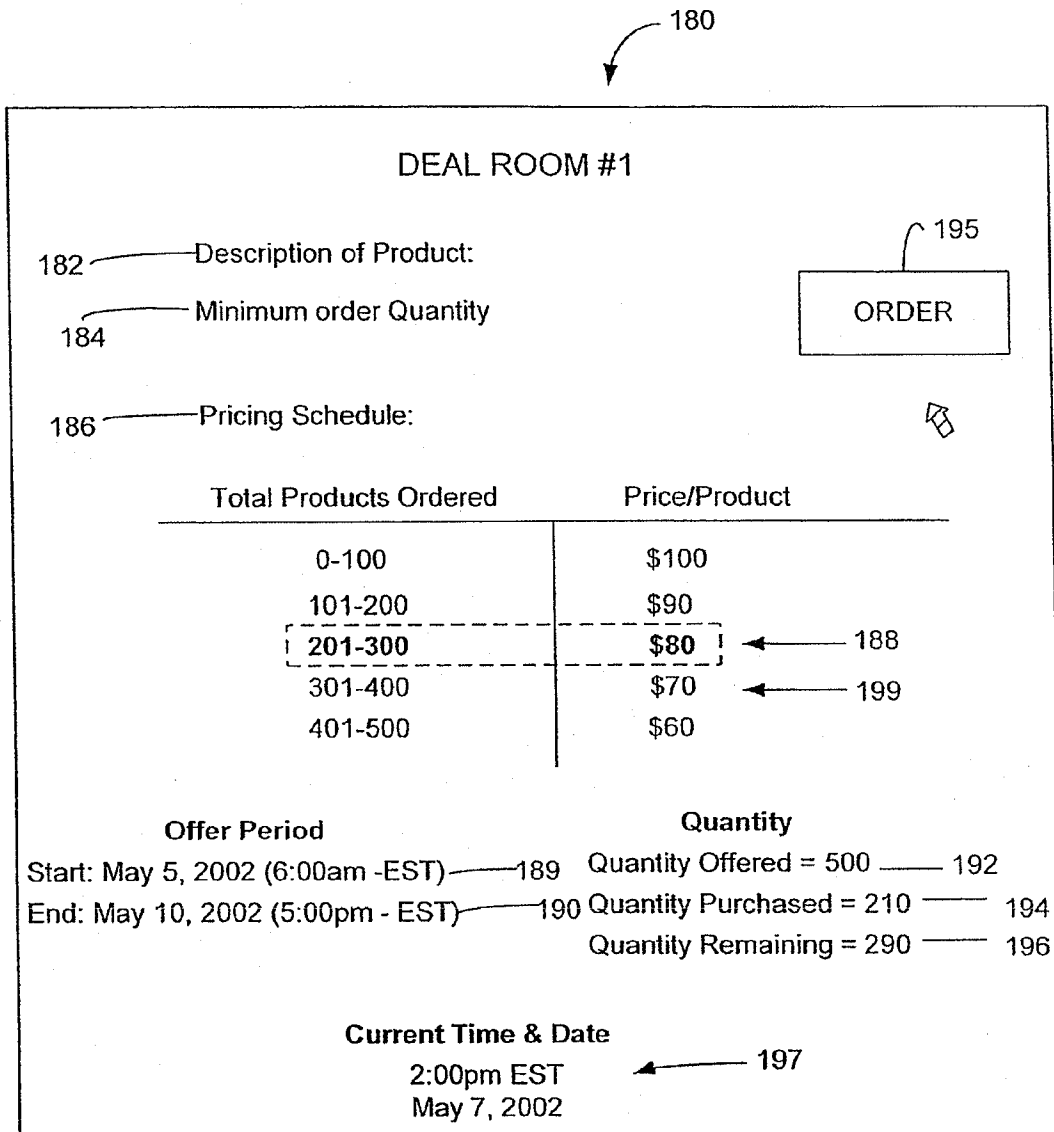 180
DEAL ROOM #1
195
182 Description of Product:
ORDER
184 Minimum order Quantity
186 Pricing Schedule:
Total Products Ordered Price/Product
0-100 $100
101-200 $90
201-300 $80 188
301-400 $70 199
401-500 $60
Offer Period
Start: May 5, 2002 (6:00am -EST) 189
End: May 10, 2002 (5:00pm - EST) 190
Quantity
Quantity Offered = 500 192
Quantity Purchased = 210 194
Quantity Remaining = 290 196
Current Time & Date
2:00pm EST 197
May 7, 2002